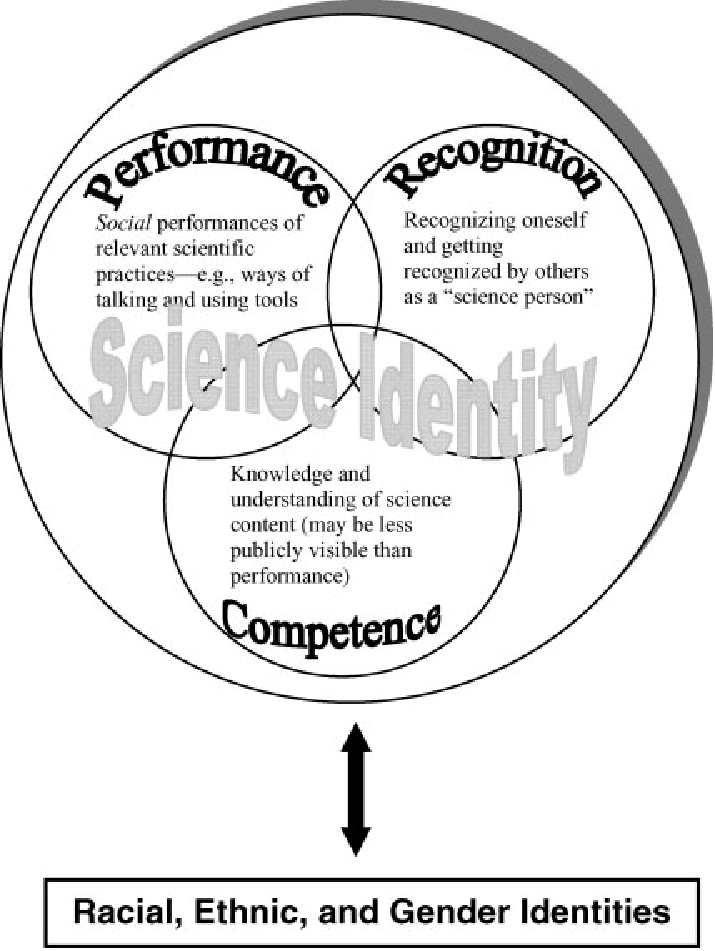 Performance
Social performances of
relevant scientific
practices—e.g., ways of
talking and using tools
Recognition
Recognizing oneself
and getting
recognized by others
as a “science person”
Science Identity
Knowledge and
understanding of science
content (may be less
publicly visible than
performance)
Competence
Racial, Ethnic, and Gender Identities